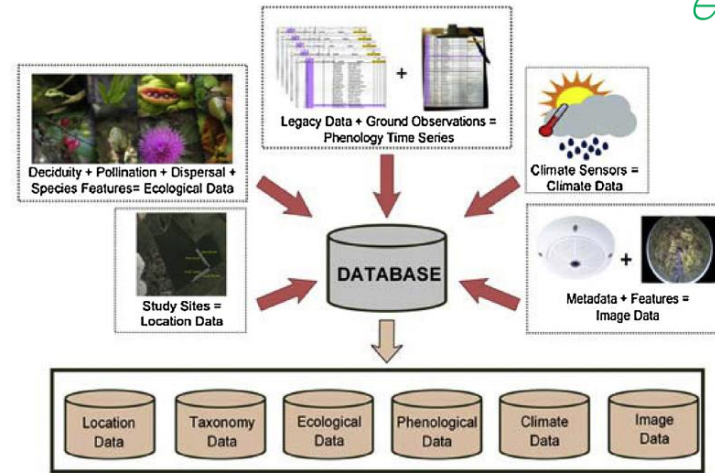 e
Legacy Data + Ground Observations =
Phenology Time Series
Deciduity + Pollination + Dispersal +
Species Features= Ecological Data
Climate Sensors =
Climate Data
Study Sites =
Location Data
DATABASE
Metadata + Features =
Image Data
Location
Data
Taxonomy
Data
Ecological
Data
Phenological
Data
Climate
Data
Image
Data